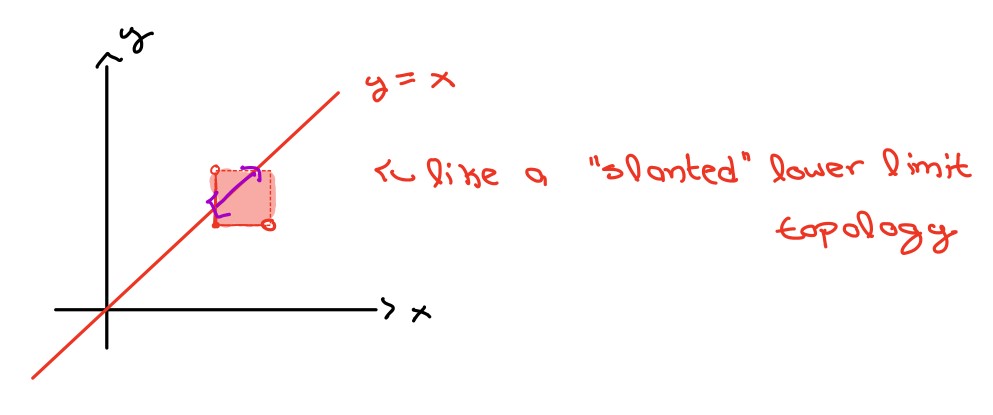 y
y = x
← like a "slanted" lower limit
topology
x